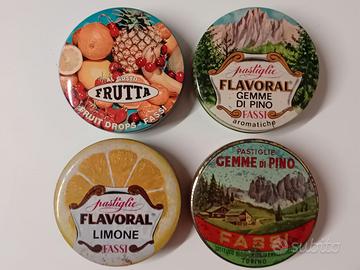 AL GUSTO
FRUTTA
FRUIT DROPS - FASSI
pastiglie
FLAVORAL
GEMME
DI PINO
FASSI
aromatiche
pastiglie
FLAVORAL
LIMONE
FASSI
PASTIGLIE
GEMME DI PINO
FASSI
TORINO
subito